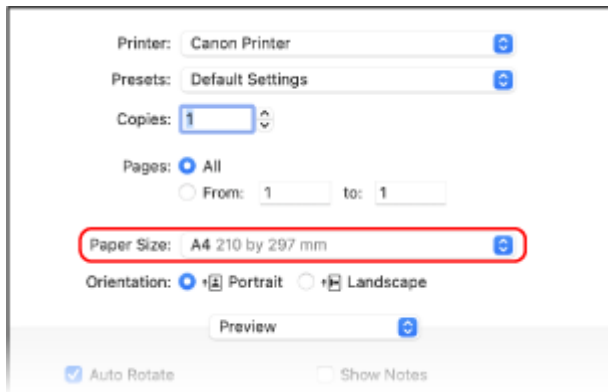 Printer: Canon Printer
Presets: Default Settings
Copies: 1
Pages: All
From: 1 to: 1
Paper Size: A4 210 by 297 mm
Orientation: Portrait Landscape
Preview
Auto Rotate Show Notes